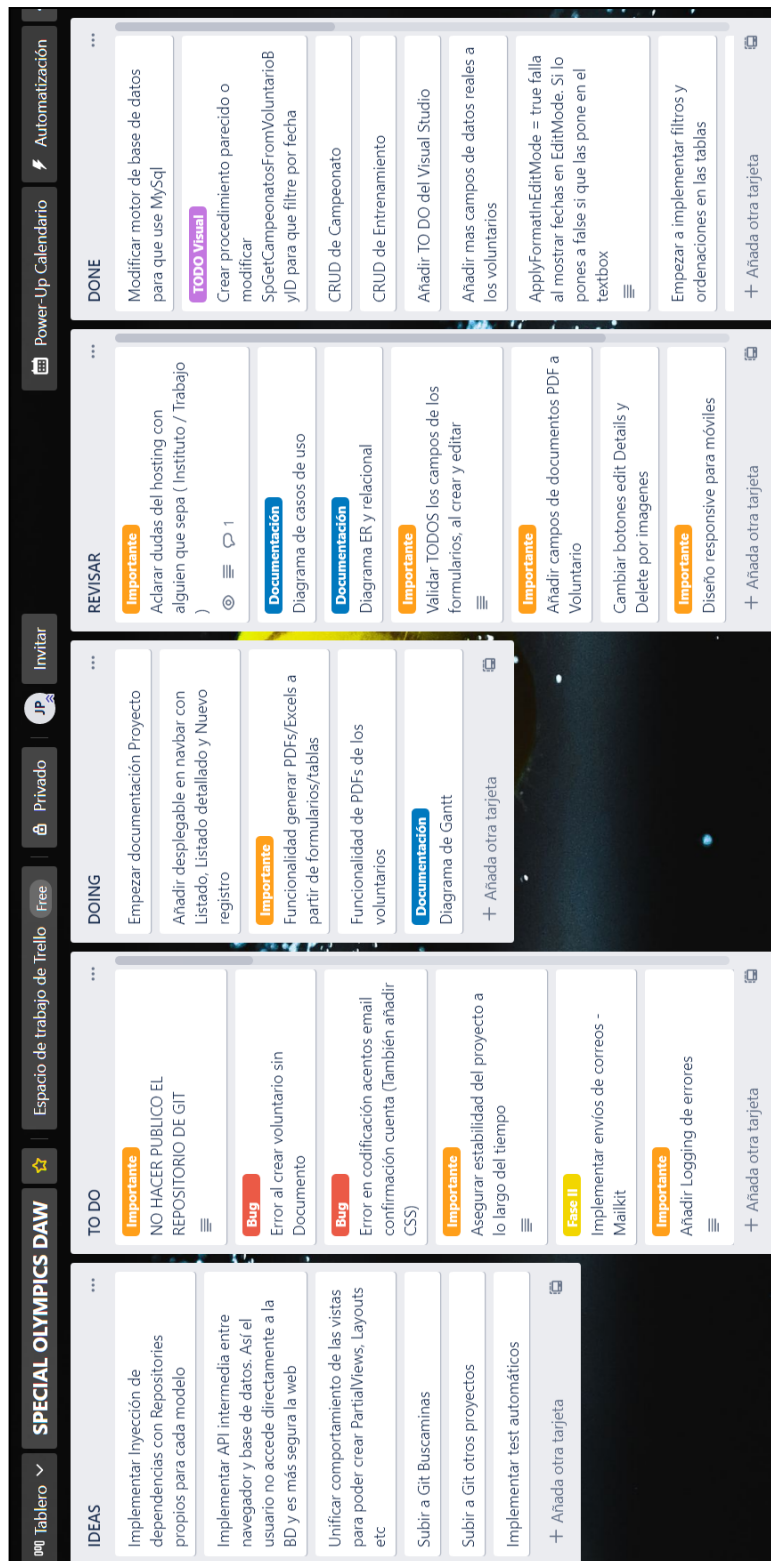 Tablero
SPECIAL OLYMPICS DAW
Espacio de trabajo de Trello
Free
Privado
JP
Invitar
Power-Up Calendario
Automatización
IDEAS
Implementar Inyección de
dependencias con Repositories
propios para cada modelo
Implementar API intermedia entre
navegador y base de datos. Así el
usuario no accede directamente a la
BD y es más segura la web
Unificar comportamiento de las vistas
para poder crear PartialViews, Layouts
etc
Subir a Git Buscaminas
Subir a Git otros proyectos
Implementar test automáticos
+ Añada otra tarjeta
TO DO
Importante
NO HACER PUBLICO EL
REPOSITORIO DE GIT
Bug
Error al crear voluntario sin
Documento
Bug
Error en codificación acentos email
confirmación cuenta (También añadir
CSS)
Importante
Asegurar estabilidad del proyecto a
lo largo del tiempo
Fase II
Implementar envíos de correos -
Mailkit
Importante
Añadir Logging de errores
+ Añada otra tarjeta
DOING
Empezar documentación Proyecto
Añadir desplegable en navbar con
Listado, Listado detallado y Nuevo
registro
Importante
Funcionalidad generar PDFs/Excels a
partir de formularios/tablas
Funcionalidad de PDFs de los
voluntarios
Documentación
Diagrama de Gantt
+ Añada otra tarjeta
REVISAR
Importante
Aclarar dudas del hosting con
alguien que sepa ( Instituto / Trabajo
)
1
Documentación
Diagrama de casos de uso
Documentación
Diagrama ER y relacional
Importante
Validar TODOS los campos de los
formularios, al crear y editar
Importante
Añadir campos de documentos PDF a
Voluntario
Cambiar botones edit Details y
Delete por imagenes
Importante
Diseño responsive para móviles
+ Añada otra tarjeta
DONE
Modificar motor de base de datos
para que use MySql
TODO Visual
Crear procedimiento parecido o
modificar
SpGetCampeonatosFromVoluntarioB
yID para que filtre por fecha
CRUD de Campeonato
CRUD de Entrenamiento
Añadir TO DO del Visual Studio
Añadir mas campos de datos reales a
los voluntarios
ApplyFormatInEditMode = true falla
al mostrar fechas en EditMode. Si lo
pones a false si que las pone en el
textbox
Empezar a implementar filtros y
ordenaciones en las tablas
+ Añada otra tarjeta